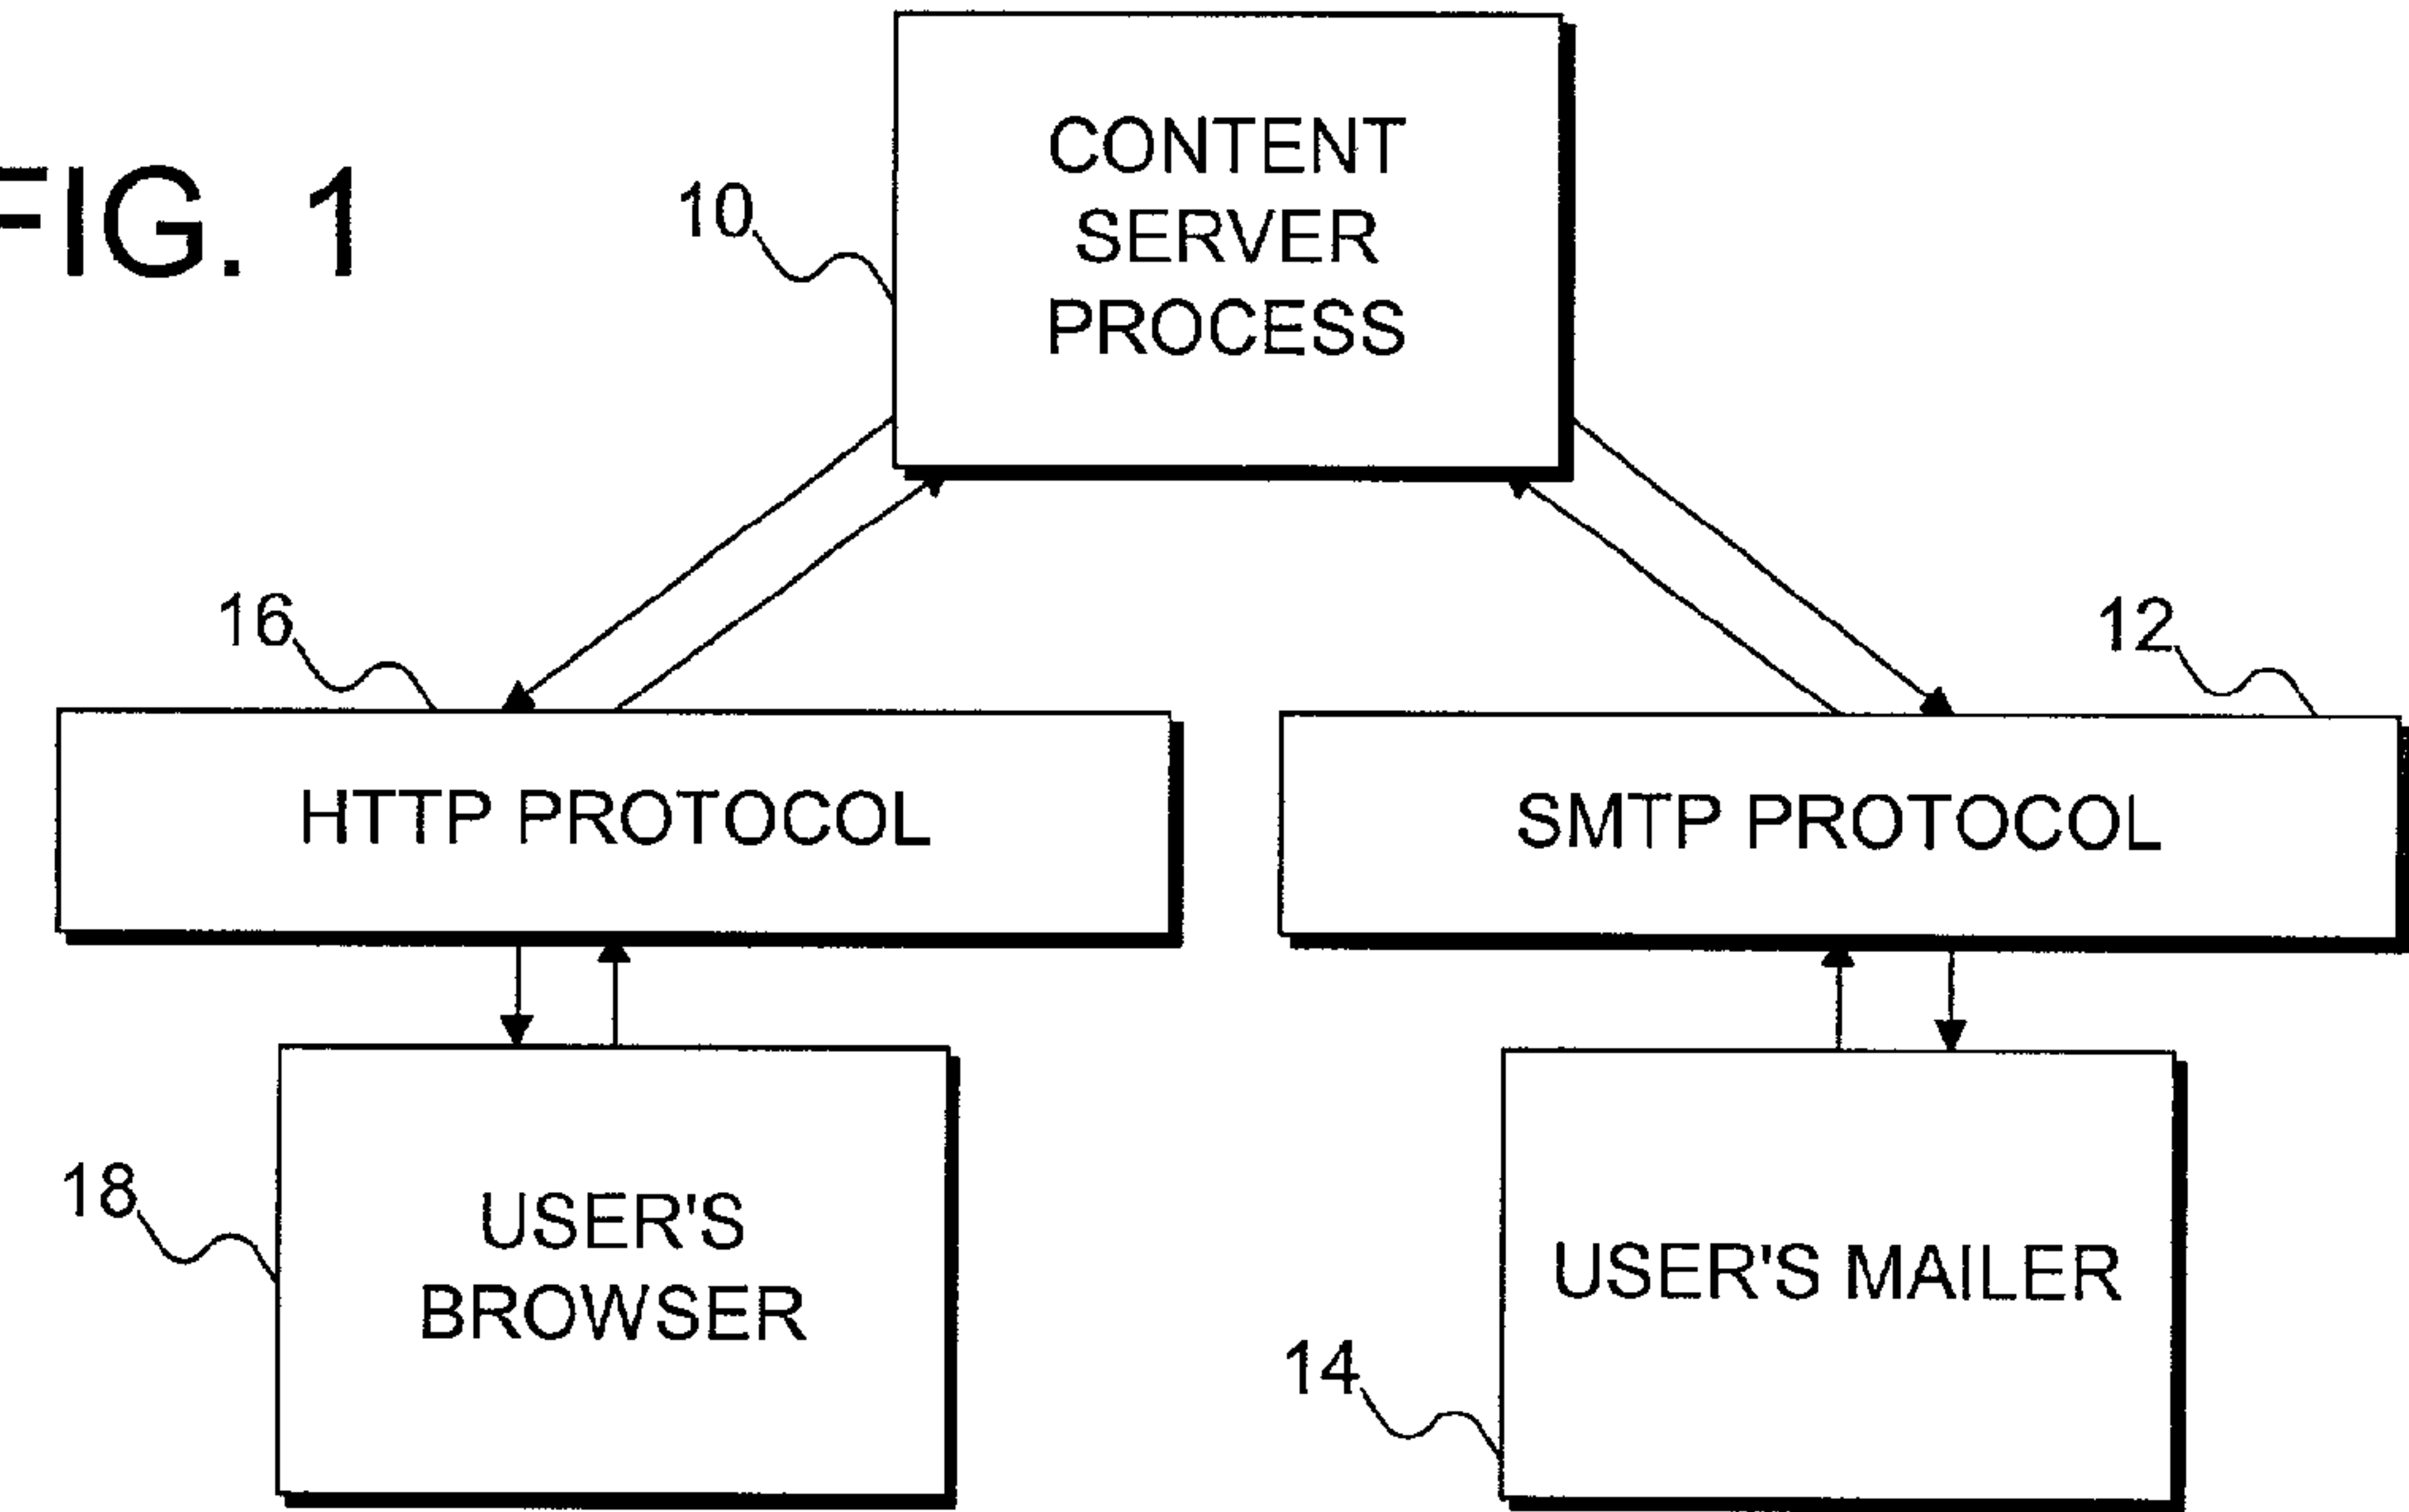 FIG. 1
10
CONTENT
SERVER
PROCESS
16
12
HTTP PROTOCOL
SMTP PROTOCOL
18
USER'S
BROWSER
USER'S MAILER
14